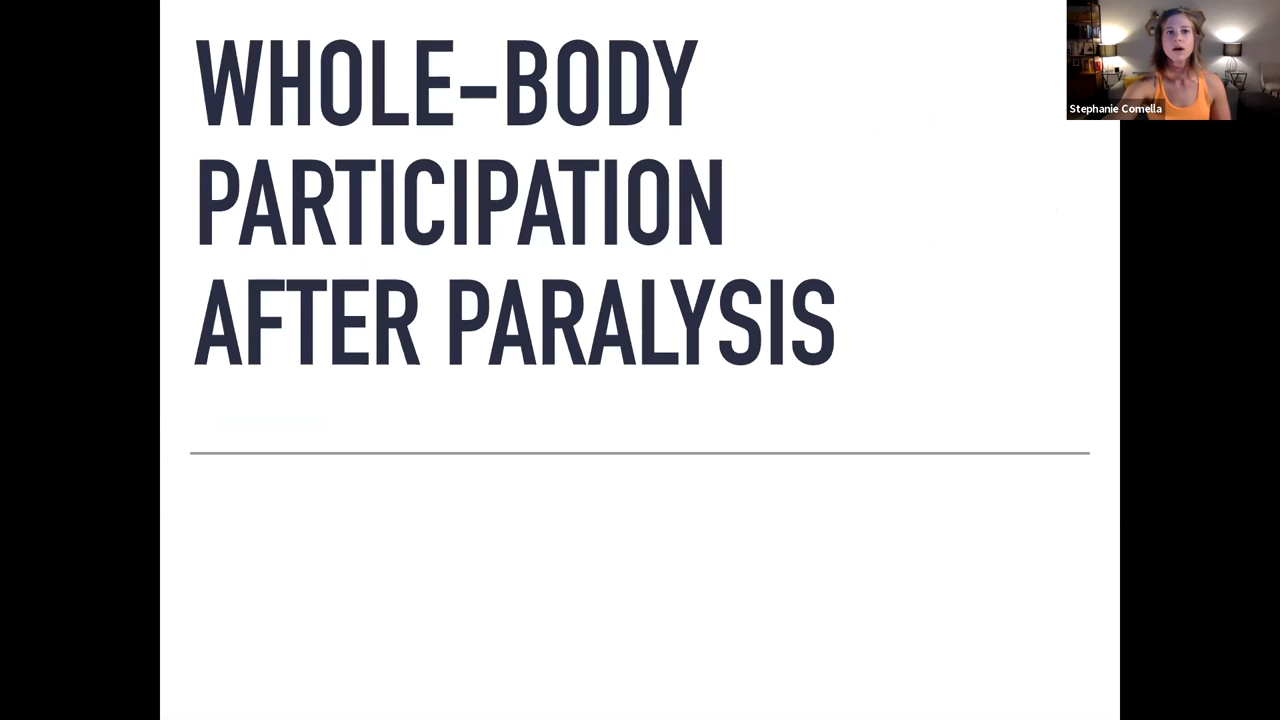 WHOLE-BODY
PARTICIPATION
AFTER PARALYSIS
Stephanie Comella